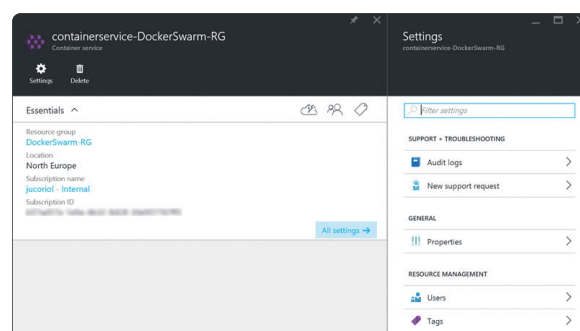 containerservice-DockerSwarm-RG
Container service
Settings Delete
Essentials
Resource group
DockerSwarm-RG
Location
North Europe
Subscription name
jucoriol - Internal
Subscription ID
All settings →
Settings
containerservice-DockerSwarm-RG
Filter settings
SUPPORT + TROUBLESHOOTING
Audit logs
New support request
GENERAL
Properties
RESOURCE MANAGEMENT
Users
Tags